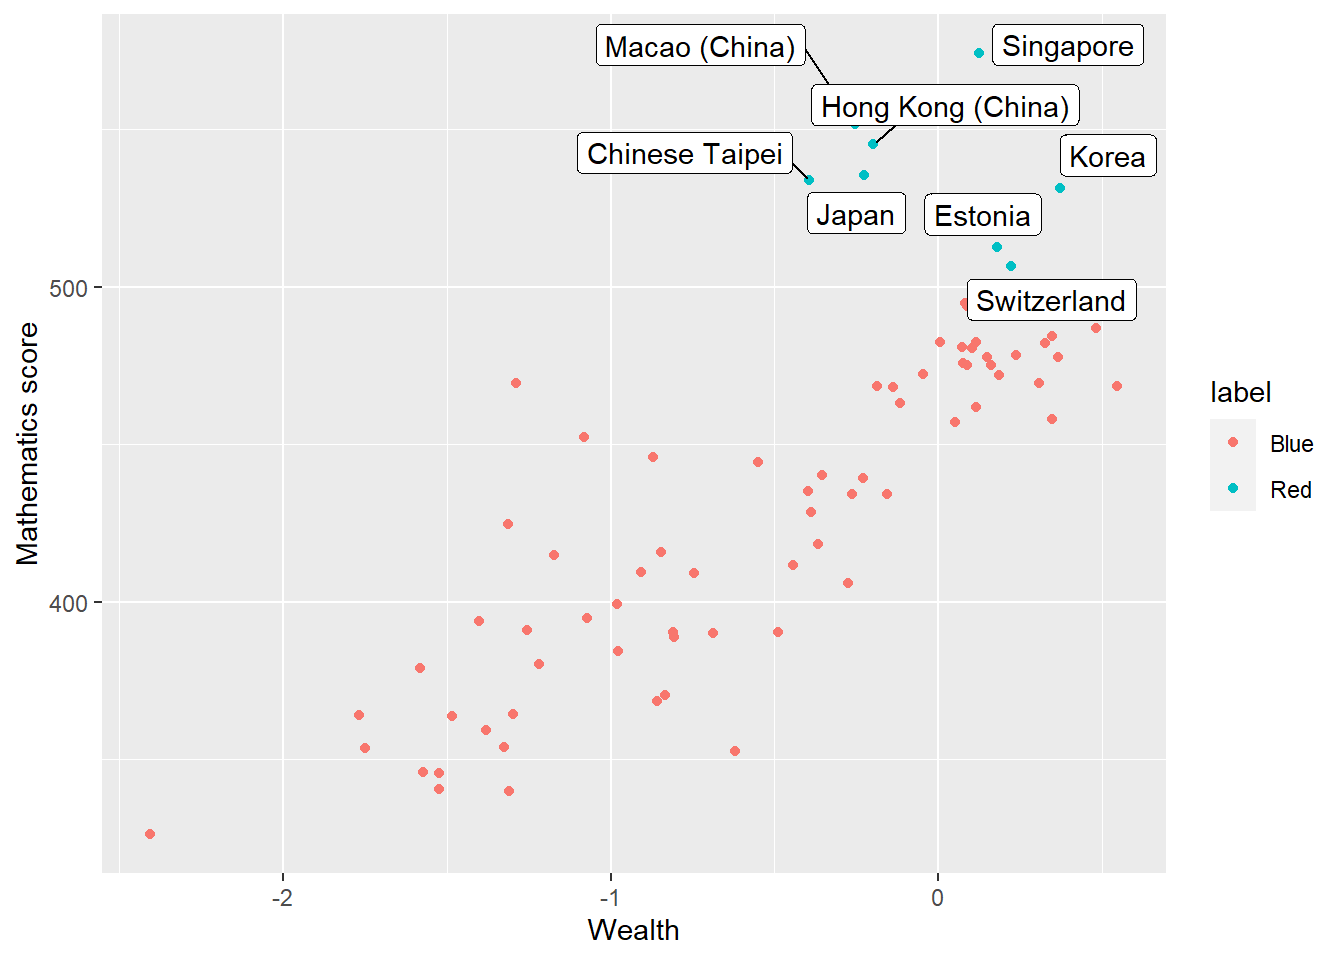 Macao (China)
Singapore
Hong Kong (China)
Chinese Taipei
Korea
Japan
Estonia
Switzerland
500
400
Mathematics score
-2
-1
0
Wealth
label
Blue
Red